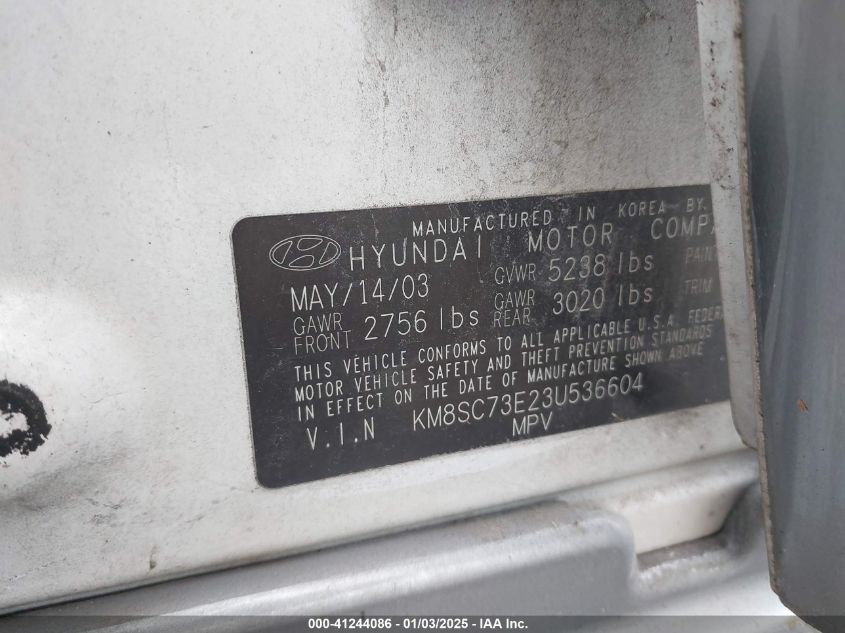 MANUFACTURED IN KOREA BY.
HYUNDAI MOTOR
MAY/14/03 GVWR 5238 lbs
GAWR FRONT 2756 lbs GAWR REAR 3020 lbs TRIM
THIS VEHICLE CONFORMS TO ALL APPLICABLE U.S.A
MOTOR VEHICLE SAFETY AND THEFT PREVENTION STANDARDS
IN EFFECT ON THE DATE OF MANUFACTURE SHOWN ABOVE
V.I.N KM8SC73E23U536604
MPV
000-41244086 - 01/03/2025 - IAA Inc.